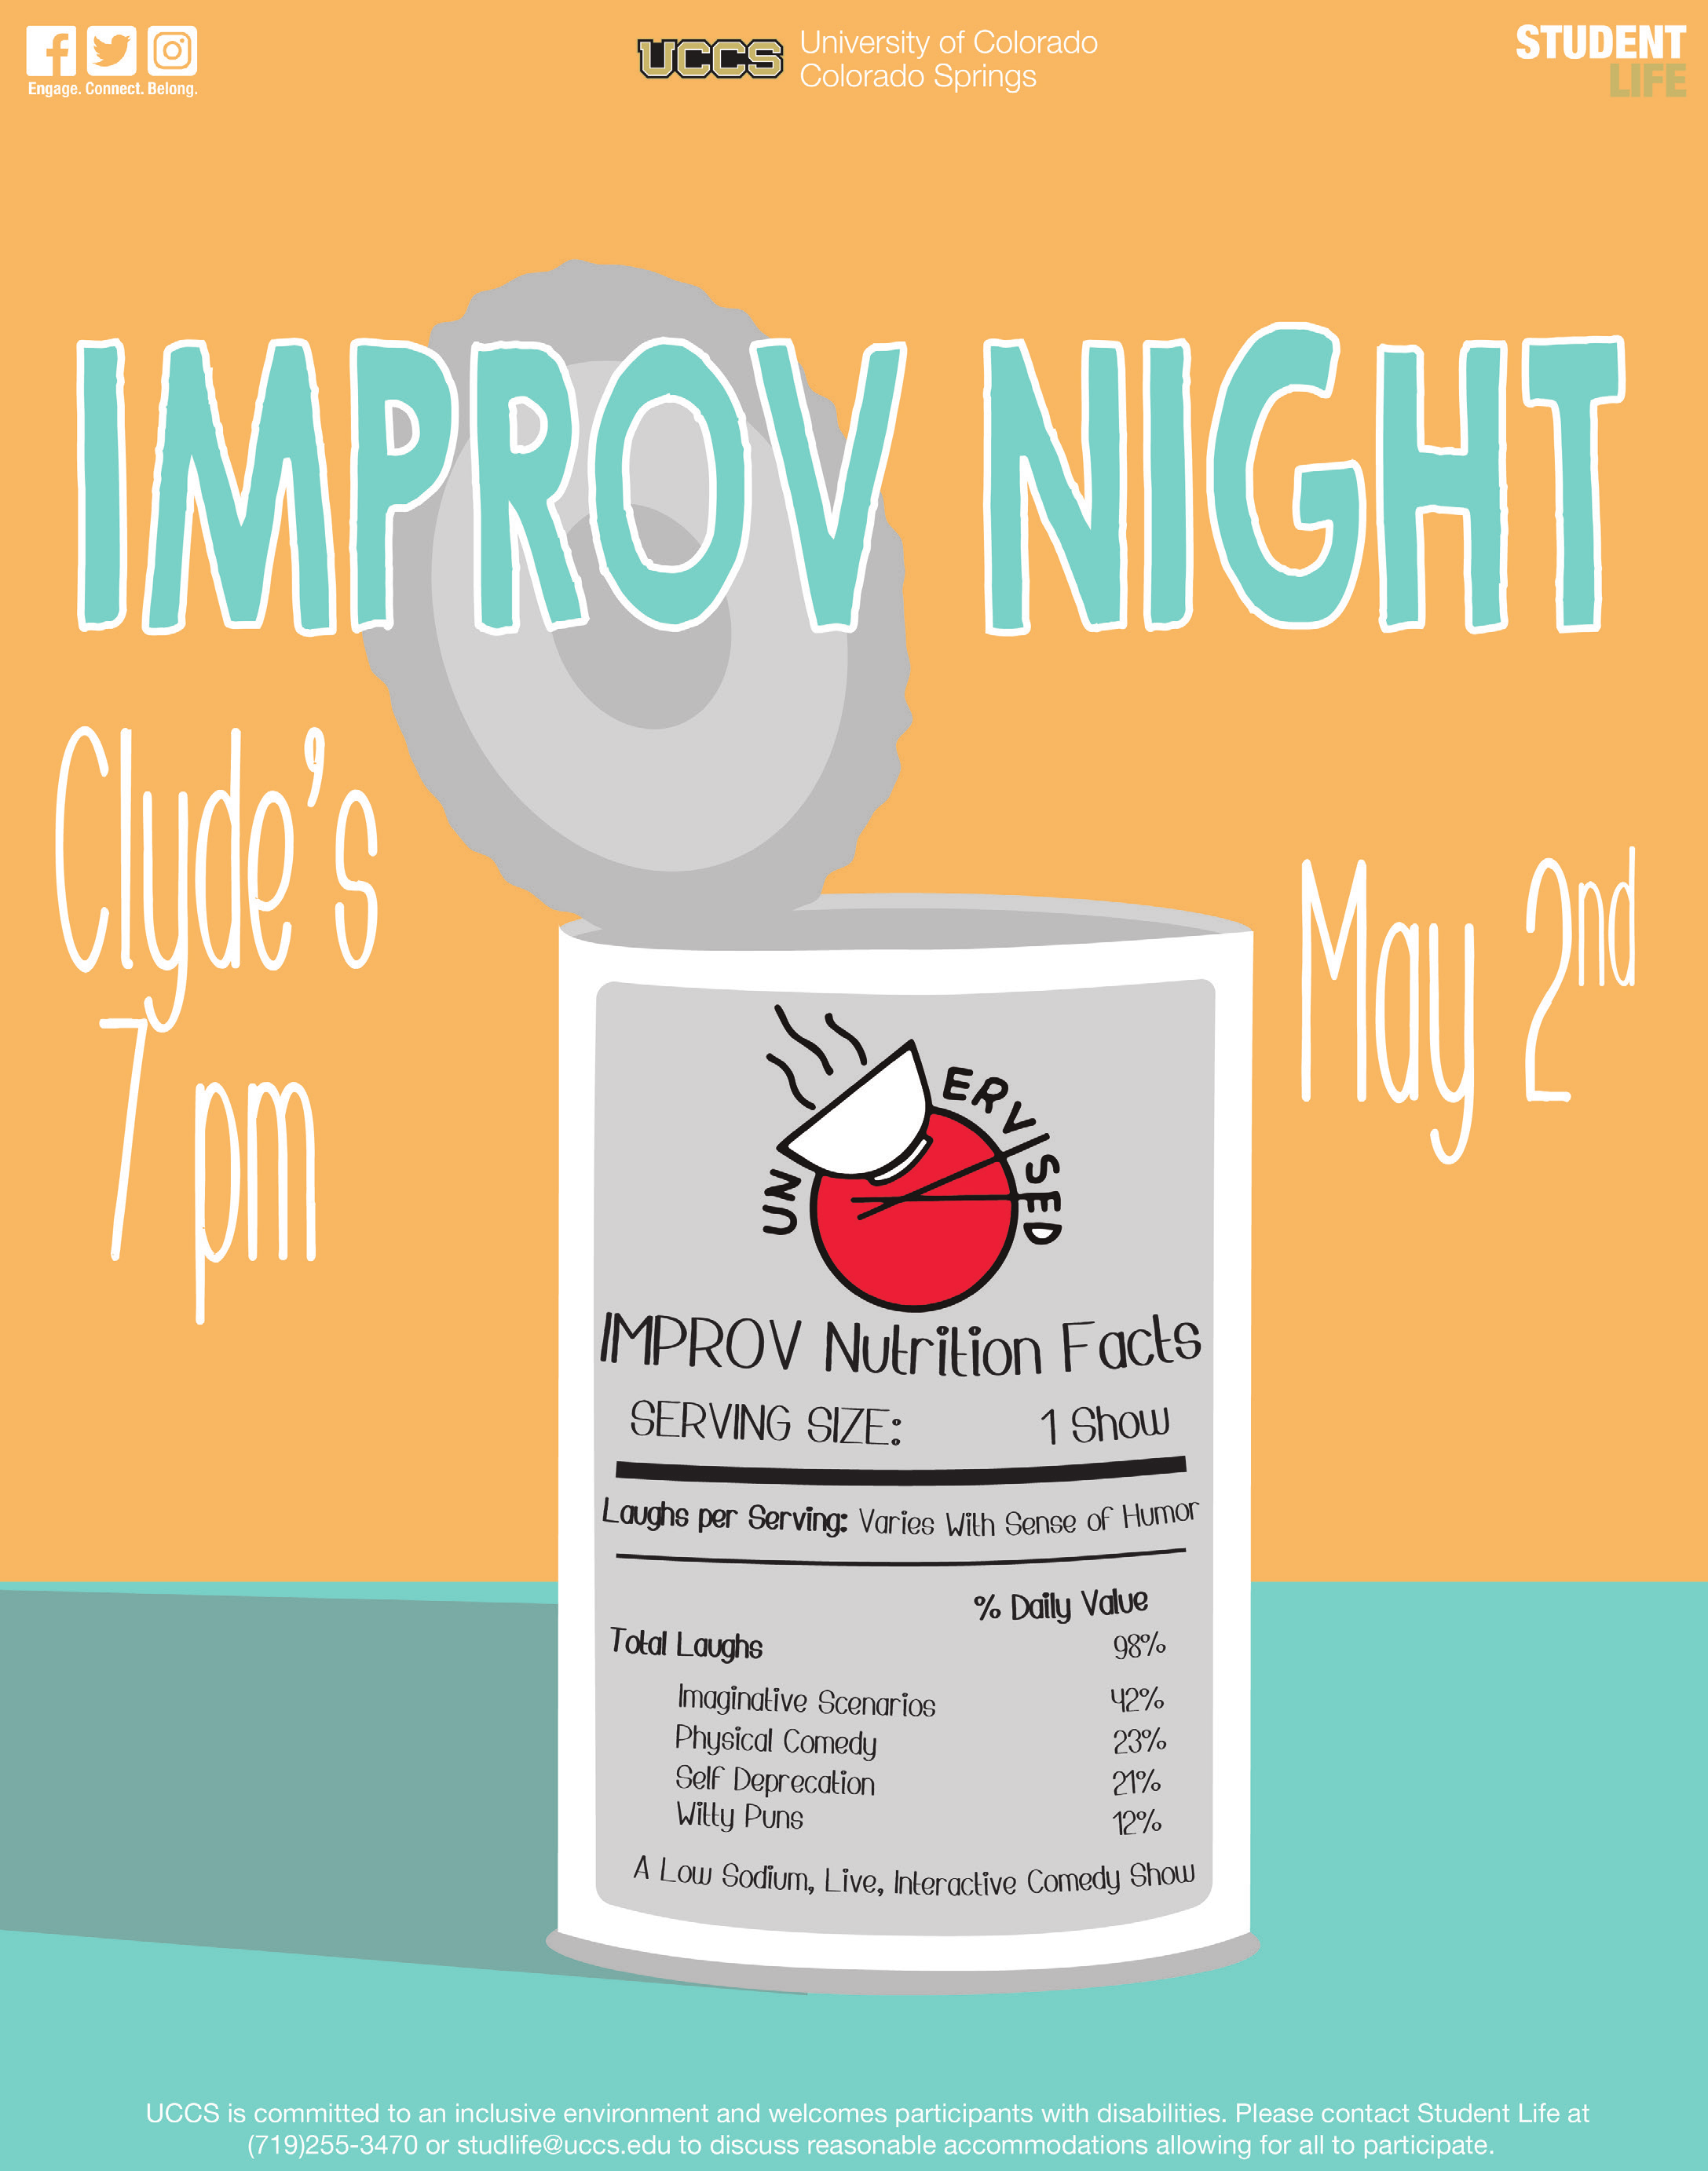 Engage. Connect. Belong.
UCCS
University of Colorado
Colorado Springs
STUDENT
LIFE
IMPROV NIGHT
Clyde's
7 pm
May 2nd
UN ERVISED
IMPROV Nutrition Facts
SERVING SIZE: 1 Show
Laughs per Serving: Varies With Sense of Humor
% Daily Value
Total Laughs 98%
Imaginative Scenarios 42%
Physical Comedy 23%
Self Deprecation 21%
Witty Puns 12%
A Low Sodium, Live, Interactive Comedy Show
UCCS is committed to an inclusive environment and welcomes participants with disabilities. Please contact Student Life at
(719)255-3470 or studlife@uccs.edu to discuss reasonable accommodations allowing for all to participate.